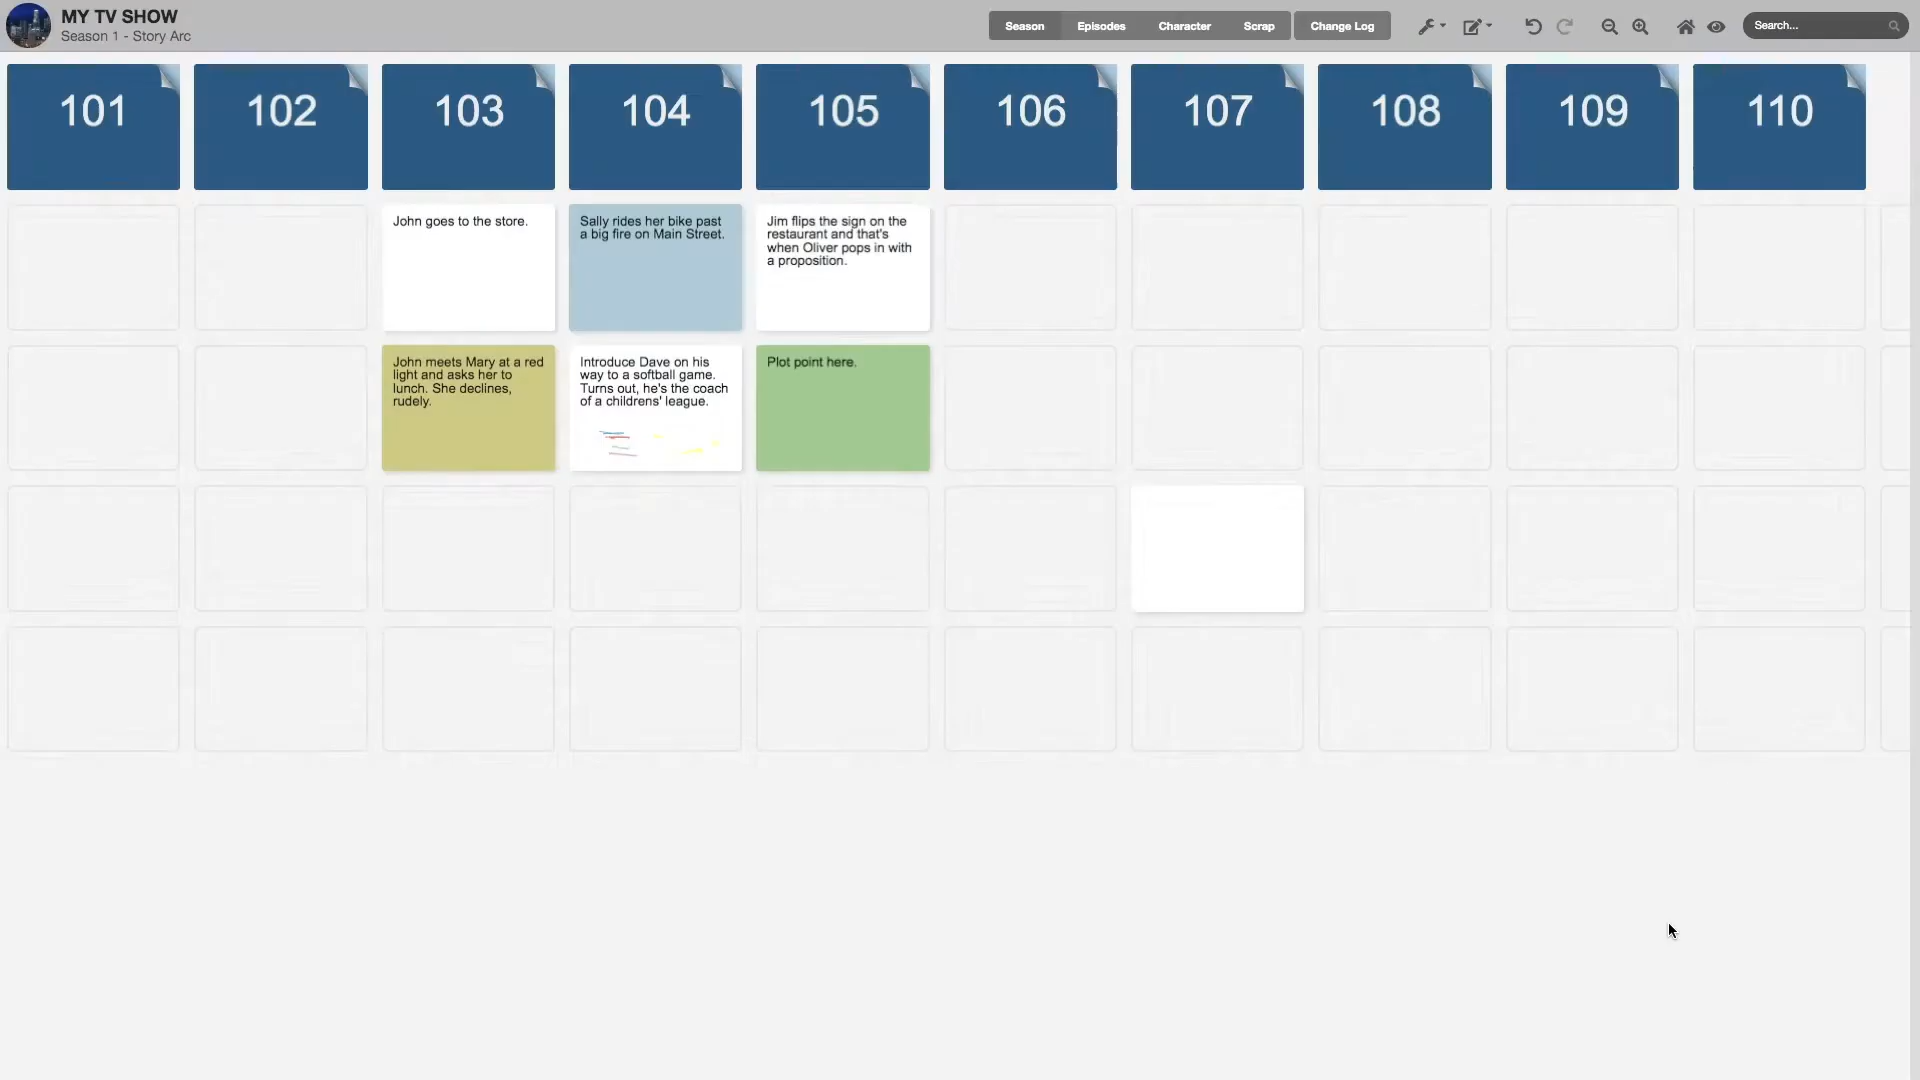 MY TV SHOW
Season 1 - Story Arc
Season
Episodes
Character
Scrap
Change Log
Search...
101
102
103
104
105
106
107
108
109
110
John goes to the store.
Sally rides her bike past
a big fire on Main Street.
Jim flips the sign on the
restaurant and that's
when Oliver pops in with
a proposition.
John meets Mary at a red
light and asks her to
lunch. She declines,
rudely.
Introduce Dave on his
way to a softball game.
Turns out, he's the coach
of a childrens' league.
Plot point here.